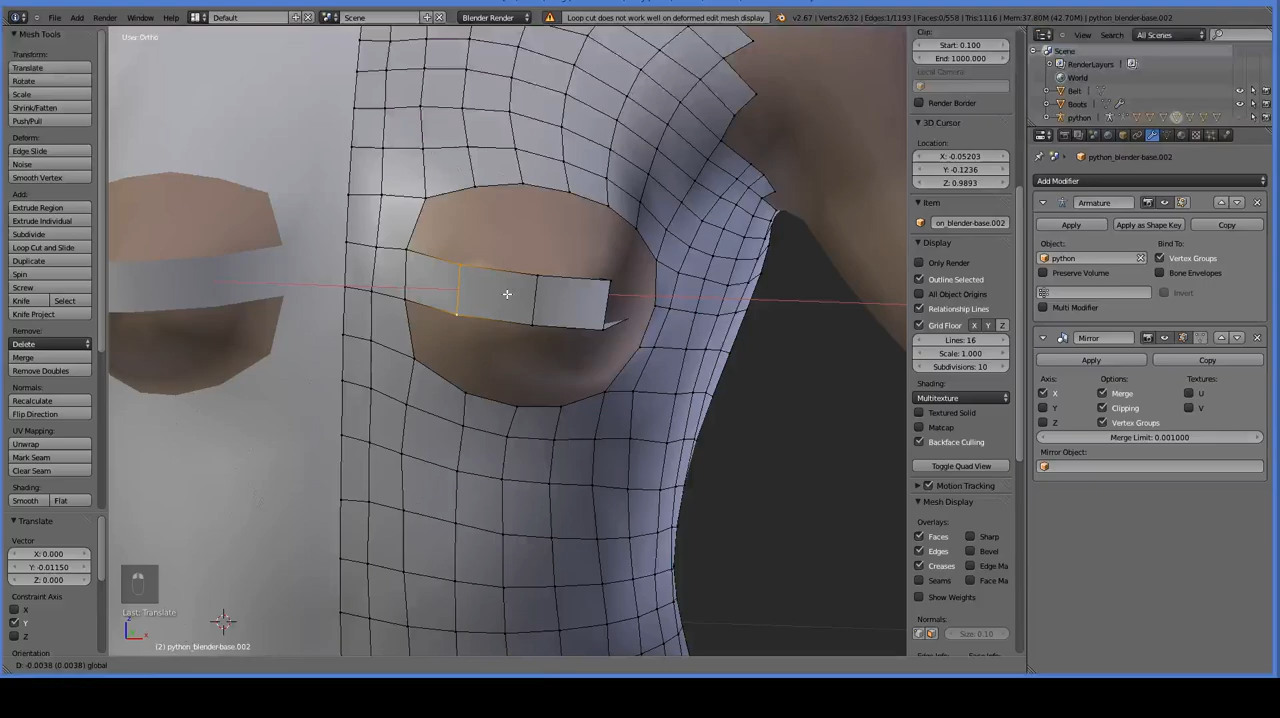 File Add Render Window Help Default Scene Blender Render Loop cut does not work well on deformed edit mesh display v2.67 | Verts:2/632 | Edges:1/1193 | Faces:0/558 | Tris:1116 | Mem:37.80M (42.70M) | python_blender-base.002
Mesh Tools
Transform:
Translate
Rotate
Scale
Shrink/Fatten
Push/Pull
Deform:
Edge Slide
Noise
Smooth Vertex
Add:
Extrude Region
Extrude Individual
Subdivide
Loop Cut and Slide
Duplicate
Spin
Screw
Knife Select
Knife Project
Remove:
Delete
Merge
Remove Doubles
Normals:
Recalculate
Flip Direction
UV Mapping:
Unwrap
Mark Seam
Clear Seam
Shading:
Smooth Flat
Translate
Vector
X: 0.000
Y: -0.01150
Z: 0.000
Constraint Axis
X
Y
Z
Orientation
User Ortho
Last: Translate
(2) python_blender-base.002
D: -0.0038 (0.0038) global
Clip:
Start: 0.100
End: 1000.000
Local Camera:
Render Border
3D Cursor
Location:
X: -0.05203
Y: -0.1236
Z: 0.9893
Item
on_blender-base.002
Display
Only Render
Outline Selected
All Object Origins
Relationship Lines
Grid Floor X Y Z
Lines: 16
Scale: 1.000
Subdivisions: 10
Shading:
Multitexture
Textured Solid
Matcap
Backface Culling
Toggle Quad View
Motion Tracking
Mesh Display
Overlays:
Faces Sharp
Edges Bevel
Creases Edge Ma
Seams Face Ma
Show Weights
Normals:
Size: 0.10
View Search All Scenes
Scene
RenderLayers
World
Belt
Boots
python
python_blender-base.002
Add Modifier
Armature
Apply Apply as Shape Key Copy
Object: Bind To:
python Vertex Groups
Preserve Volume Bone Envelopes
Invert
Multi Modifier
Mirror
Apply Copy
Axis: Options: Textures:
X Merge U
Y Clipping V
Z Vertex Groups
Merge Limit: 0.001000
Mirror Object: